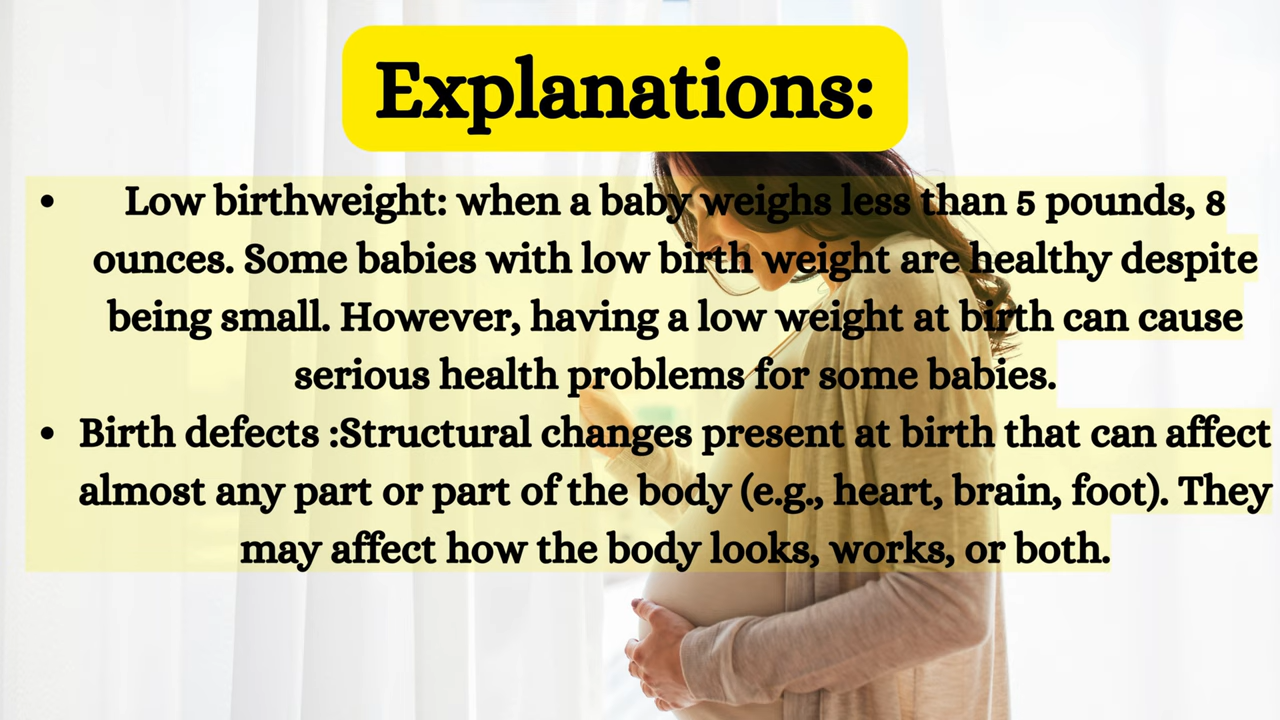 Explanations:
• Low birthweight: when a baby weighs less than 5 pounds, 8
ounces. Some babies with low birth weight are healthy despite
being small. However, having a low weight at birth can cause
serious health problems for some babies.
• Birth defects :Structural changes present at birth that can affect
almost any part or part of the body (e.g., heart, brain, foot). They
may affect how the body looks, works, or both.